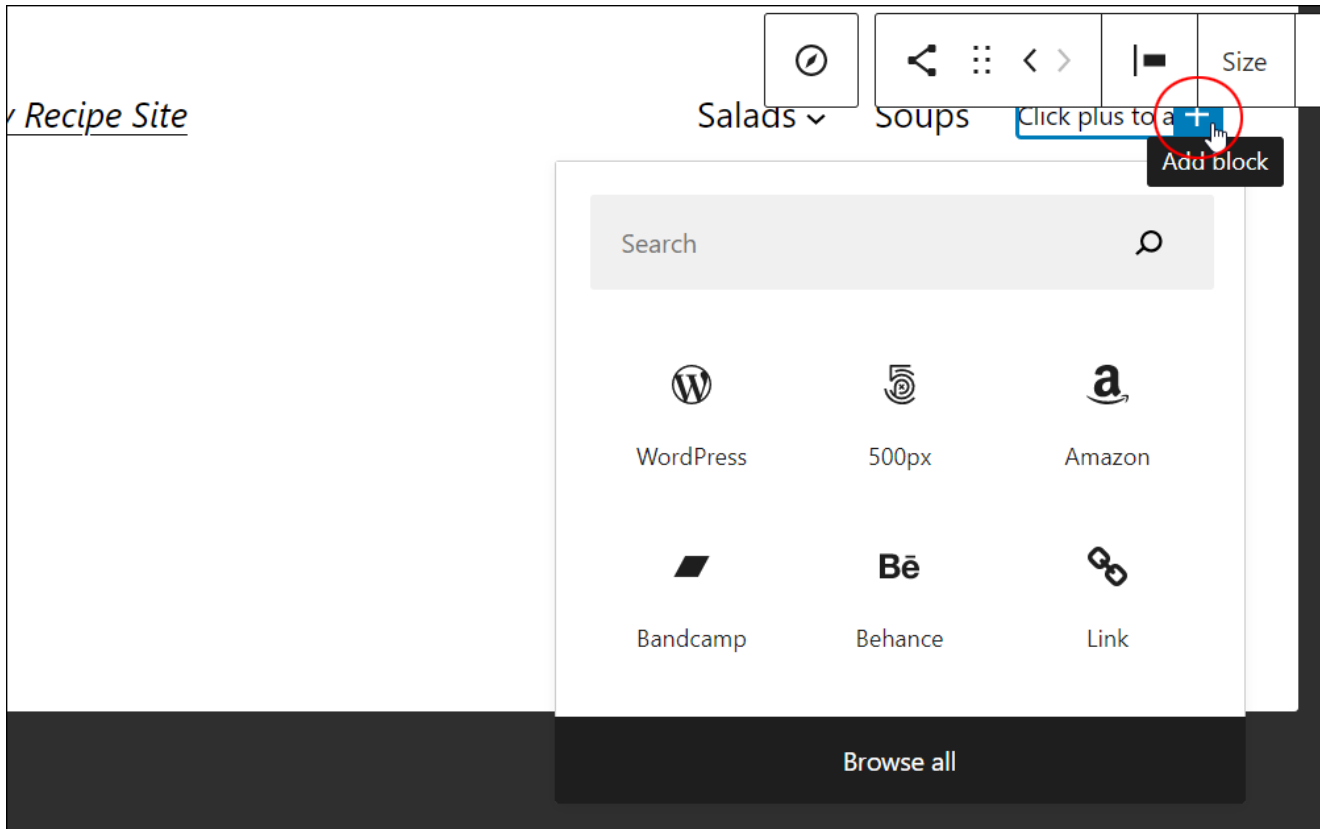 Size
y Recipe Site
Salads
Soups
Click plus to a
Add block
Search
WordPress
500px
Amazon
Bandcamp
Behance
Link
Browse all